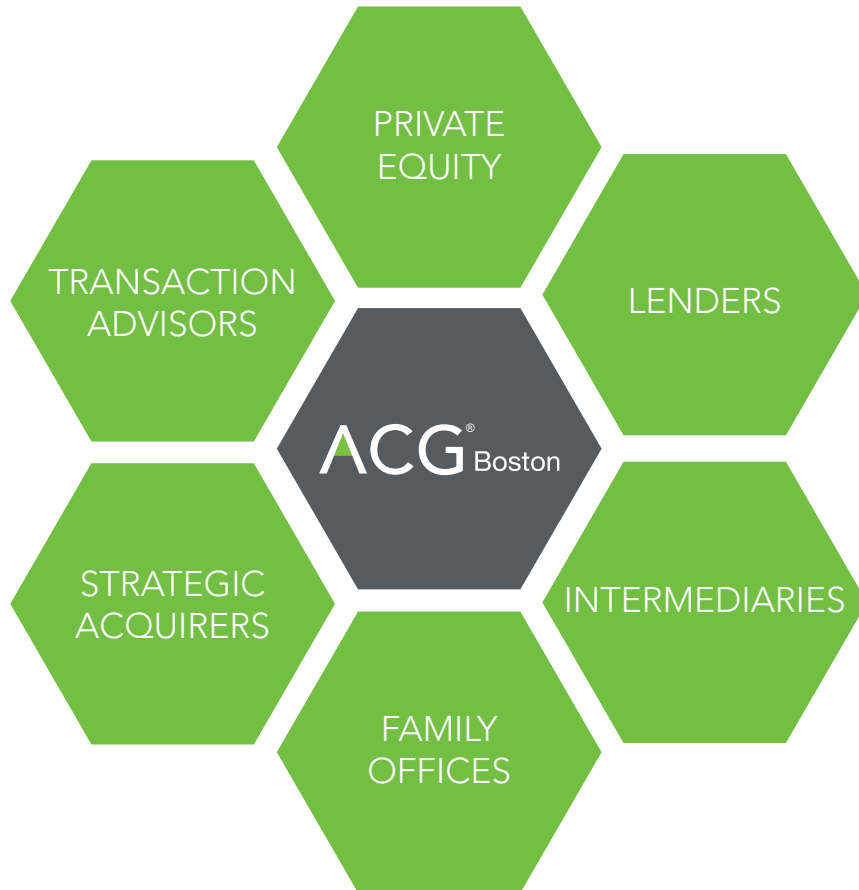 PRIVATE
EQUITY
TRANSACTION
ADVISORS
LENDERS
ACG® Boston
STRATEGIC
ACQUIRERS
INTERMEDIARIES
FAMILY
OFFICES